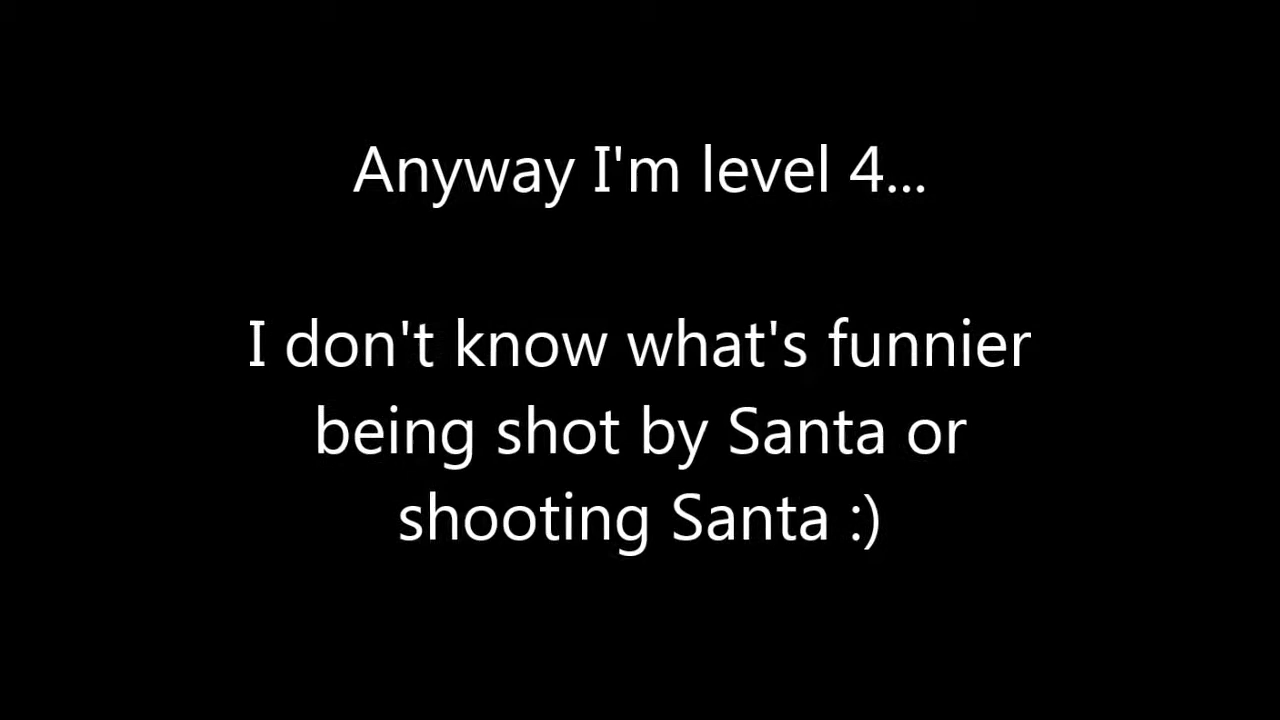 Anyway I'm level 4...
I don't know what's funnier
being shot by Santa or
shooting Santa :)